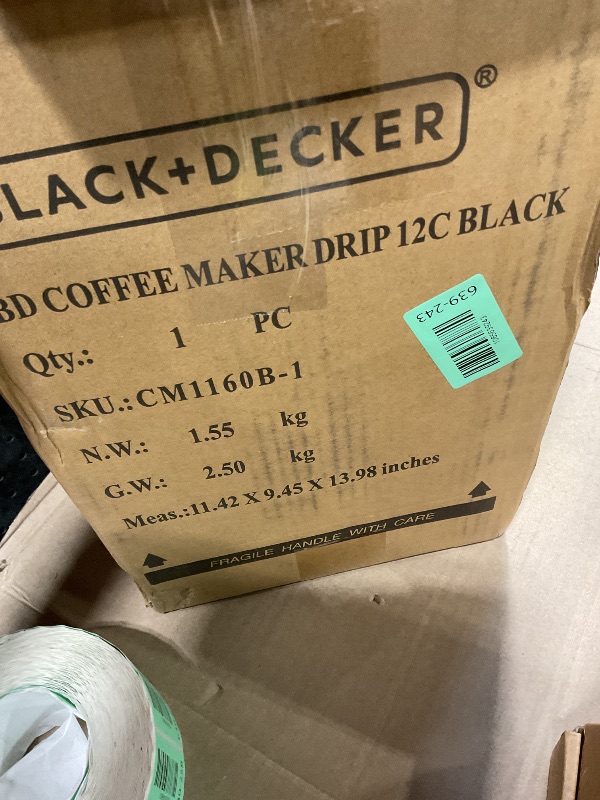 BLACK+DECKER®
BD COFFEE MAKER DRIP 12C BLACK
639-243
Qty.: 1 PC
SKU.:CM1160B-1
N.W.: 1.55 kg
G.W.: 2.50 kg
Meas.:11.42 X 9.45 X 13.98 inches
FRAGILE HANDLE WITH CARE